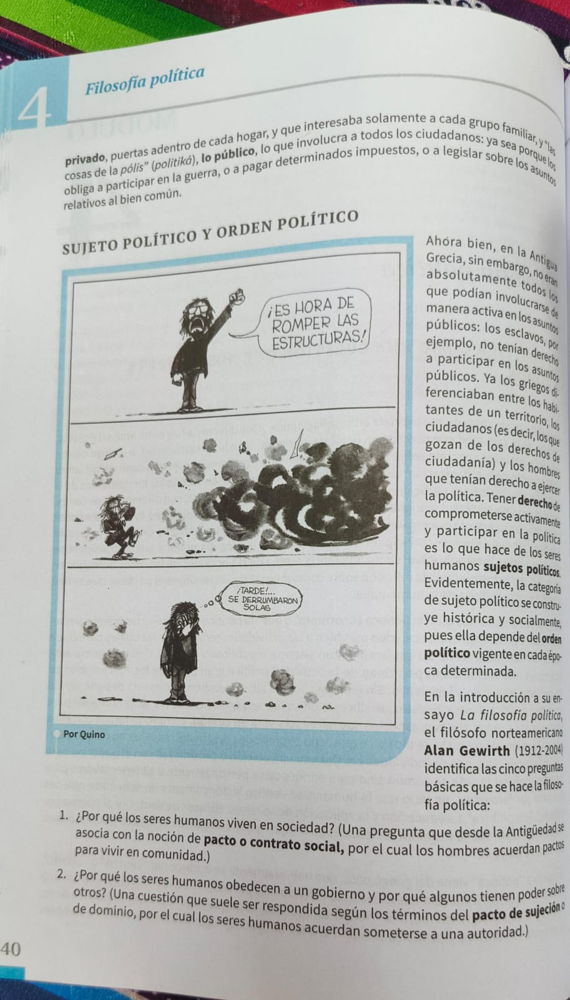 4
Filosofía política
privado, puertas adentro de cada hogar, y que interesaba solamente a cada grupo familiar, y "las
cosas de la pólis" (politiká), lo público, lo que involucra a todos los ciudadanos: ya sea porque los
obliga a participar en la guerra, o a pagar determinados impuestos, o a legislar sobre los asuntos
relativos al bien común.
SUJETO POLÍTICO Y ORDEN POLÍTICO
¡ES HORA DE
ROMPER LAS
ESTRUCTURAS!
¡TARDE!...
SE DERRUMBARON
SOLAS
Por Quino
Ahora bien, en la Antigua
Grecia, sin embargo, no eran
absolutamente todos los
que podían involucrarse de
manera activa en los asuntos
públicos: los esclavos, por
ejemplo, no tenían derecho
a participar en los asuntos
públicos. Ya los griegos di-
ferenciaban entre los habi-
tantes de un territorio, los
ciudadanos (es decir, los que
gozan de los derechos de
ciudadanía) y los hombres
que tenían derecho a ejercer
la política. Tener derecho de
comprometerse activamente
y participar en la política
es lo que hace de los seres
humanos sujetos políticos.
Evidentemente, la categoría
de sujeto político se constru-
ye histórica y socialmente,
pues ella depende del orden
político vigente en cada épo-
ca determinada.
En la introducción a su en-
sayo La filosofía política,
el filósofo norteamericano
Alan Gewirth (1912-2004)
identifica las cinco preguntas
básicas que se hace la filoso-
fía política:
1. ¿Por qué los seres humanos viven en sociedad? (Una pregunta que desde la Antigüedad se
asocia con la noción de pacto o contrato social, por el cual los hombres acuerdan pactos
para vivir en comunidad.)
2. ¿Por qué los seres humanos obedecen a un gobierno y por qué algunos tienen poder sobre
otros? (Una cuestión que suele ser respondida según los términos del pacto de sujeción o
de dominio, por el cual los seres humanos acuerdan someterse a una autoridad.)
40